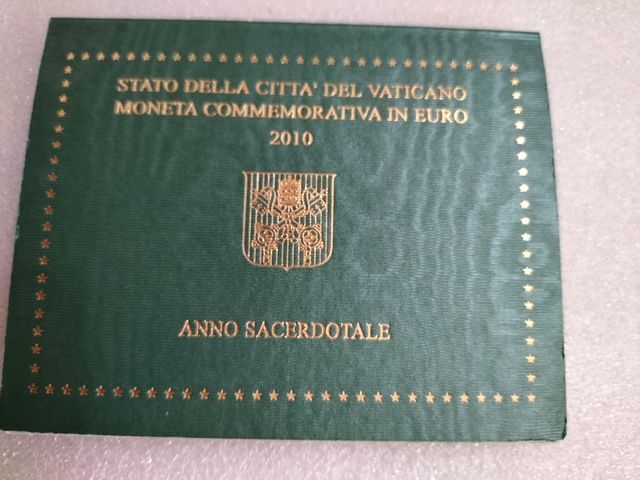 STATO DELLA CITTA' DEL VATICANO
MONETA COMMEMORATIVA IN EURO
2010
ANNO SACERDOTALE